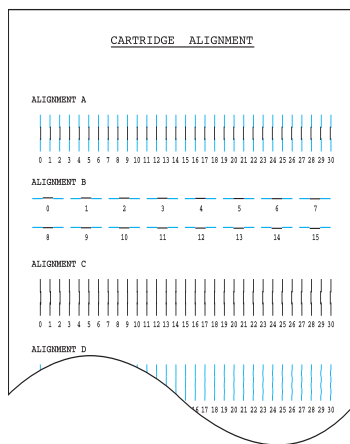 CARTRIDGE ALIGNMENT
ALIGNMENT A
0 1 2 3 4 5 6 7 8 9 10 11 12 13 14 15 16 17 18 19 20 21 22 23 24 25 26 27 28 29 30
ALIGNMENT B
0 1 2 3 4 5 6 7
8 9 10 11 12 13 14 15
ALIGNMENT C
0 1 2 3 4 5 6 7 8 9 10 11 12 13 14 15 16 17 18 19 20 21 22 23 24 25 26 27 28 29 30
ALIGNMENT D
17 18 19 20 21 22 23 24 25 26 27 28 29 30